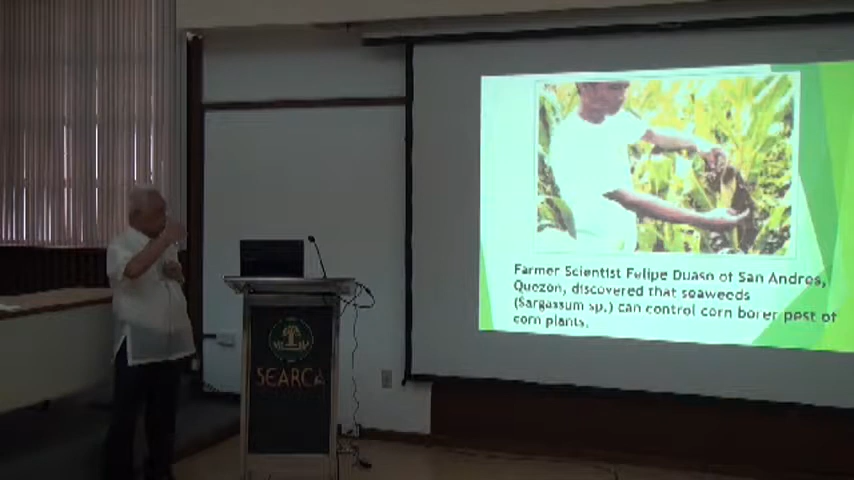 Farmer Scientist Felipe Duaso of San Andres,
Quezon, discovered that seaweeds
(Sargassum sp.) can control corn borer pest of
corn plants.
SEARCA